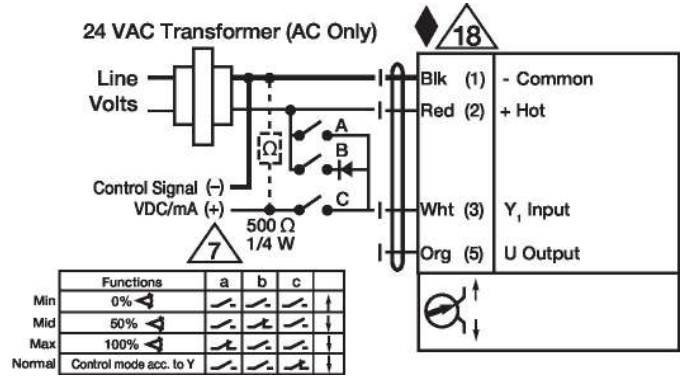 24 VAC Transformer (AC Only)
18
Line
Volts
Blk (1) - Common
Red (2) + Hot
A
B
C
Ω
Control Signal (–)
VDC/mA (+)
500 Ω
1/4 W
7
Wht (3) Y₁ Input
Org (5) U Output
Functions a b c
Min 0%
Mid 50%
Max 100%
Normal Control mode acc. to Y